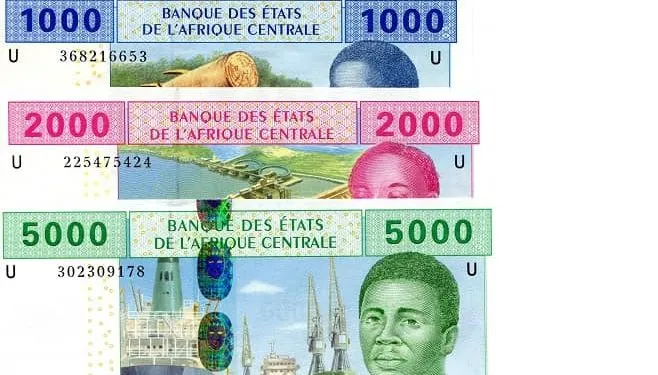 1000 BANQUE DES ÉTATS 1000
DE L'AFRIQUE CENTRALE
U 368216653 U
2000 BANQUE DES ÉTATS 2000
DE L'AFRIQUE CENTRALE
U 225475424 U
5000 BANQUE DES ÉTATS 5000
DE L'AFRIQUE CENTRALE
U 302309178 U